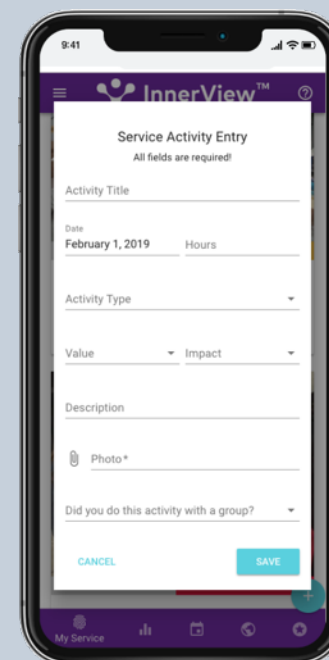 9:41
InnerView™
Service Activity Entry
All fields are required!
Activity Title
Date
February 1, 2019 Hours
Activity Type
Value Impact
Description
Photo*
Did you do this activity with a group?
CANCEL SAVE
My Service